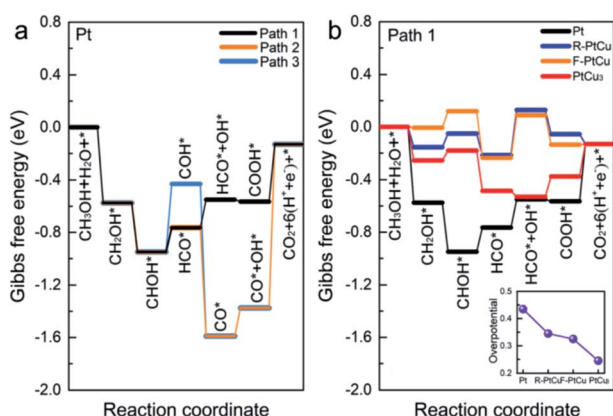 a
Pt
Path 1
Path 2
Path 3
Gibbs free energy (eV)
0.8
0.4
0.0
-0.4
-0.8
-1.2
-1.6
-2.0
CH₃OH+H₂O+*
CH₂OH*
CHOH*
COH*
HCO*
HCO*+OH*
COOH*
CO*
CO*+OH*
CO₂+6(H⁺+e⁻)+*
Reaction coordinate
b
Path 1
Pt
R-PtCu
F-PtCu
PtCu₃
Gibbs free energy (eV)
0.8
0.4
0.0
-0.4
-0.8
-1.2
-1.6
-2.0
CH₃OH+H₂O+*
CH₂OH*
CHOH*
HCO*
HCO*+OH*
COOH*
CO₂+6(H⁺+e⁻)+*
Overpotential
0.5
0.4
0.3
0.2
Pt R-PtCu F-PtCu PtCu₃
Reaction coordinate